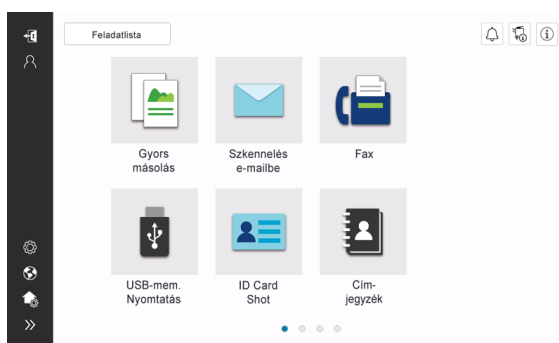 Feladatlista
Gyors
másolás
Szkennelés
e-mailbe
Fax
USB-mem.
Nyomtatás
ID Card
Shot
Cím-
jegyzék